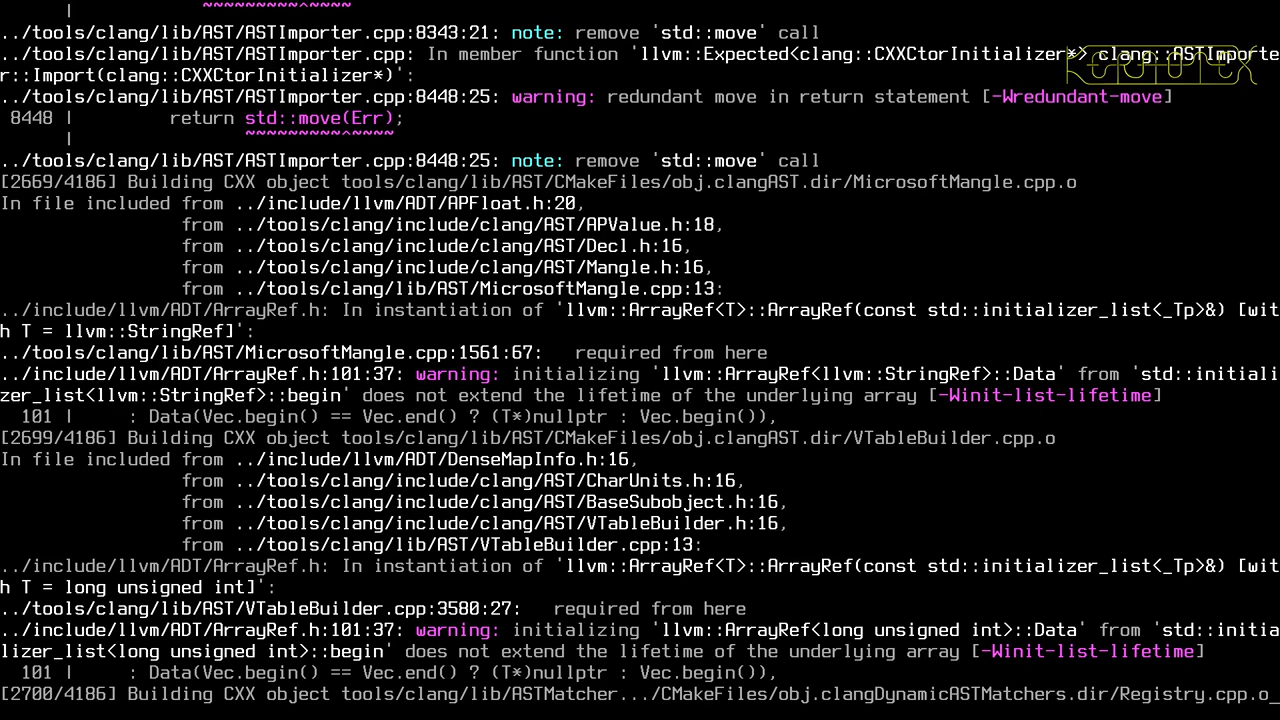 |            ~~~~~~~~~^~~~~
../tools/clang/lib/AST/ASTImporter.cpp:8343:21: note: remove 'std::move' call
../tools/clang/lib/AST/ASTImporter.cpp: In member function 'llvm::Expected<clang::CXXCtorInitializer*> clang::ASTImporte
r::Import(clang::CXXCtorInitializer*)':
../tools/clang/lib/AST/ASTImporter.cpp:8448:25: warning: redundant move in return statement [-Wredundant-move]
 8448 |         return std::move(Err);
      |                ~~~~~~~~~^~~~~
../tools/clang/lib/AST/ASTImporter.cpp:8448:25: note: remove 'std::move' call
[2669/4186] Building CXX object tools/clang/lib/AST/CMakeFiles/obj.clangAST.dir/MicrosoftMangle.cpp.o
In file included from ../include/llvm/ADT/APFloat.h:20,
                 from ../tools/clang/include/clang/AST/APValue.h:18,
                 from ../tools/clang/include/clang/AST/Decl.h:16,
                 from ../tools/clang/include/clang/AST/Mangle.h:16,
                 from ../tools/clang/lib/AST/MicrosoftMangle.cpp:13:
../include/llvm/ADT/ArrayRef.h: In instantiation of 'llvm::ArrayRef<T>::ArrayRef(const std::initializer_list<_Tp>&) [wit
h T = llvm::StringRef]':
../tools/clang/lib/AST/MicrosoftMangle.cpp:1561:67:   required from here
../include/llvm/ADT/ArrayRef.h:101:37: warning: initializing 'llvm::ArrayRef<llvm::StringRef>::Data' from 'std::initiali
zer_list<llvm::StringRef>::begin' does not extend the lifetime of the underlying array [-Winit-list-lifetime]
  101 |     : Data(Vec.begin() == Vec.end() ? (T*)nullptr : Vec.begin()),
[2699/4186] Building CXX object tools/clang/lib/AST/CMakeFiles/obj.clangAST.dir/VTableBuilder.cpp.o
In file included from ../include/llvm/ADT/DenseMapInfo.h:16,
                 from ../tools/clang/include/clang/AST/CharUnits.h:16,
                 from ../tools/clang/include/clang/AST/BaseSubobject.h:16,
                 from ../tools/clang/include/clang/AST/VTableBuilder.h:16,
                 from ../tools/clang/lib/AST/VTableBuilder.cpp:13:
../include/llvm/ADT/ArrayRef.h: In instantiation of 'llvm::ArrayRef<T>::ArrayRef(const std::initializer_list<_Tp>&) [wit
h T = long unsigned int]':
../tools/clang/lib/AST/VTableBuilder.cpp:3580:27:   required from here
../include/llvm/ADT/ArrayRef.h:101:37: warning: initializing 'llvm::ArrayRef<long unsigned int>::Data' from 'std::initia
lizer_list<long unsigned int>::begin' does not extend the lifetime of the underlying array [-Winit-list-lifetime]
  101 |     : Data(Vec.begin() == Vec.end() ? (T*)nullptr : Vec.begin()),
[2700/4186] Building CXX object tools/clang/lib/ASTMatcher.../CMakeFiles/obj.clangDynamicASTMatchers.dir/Registry.cpp.o_